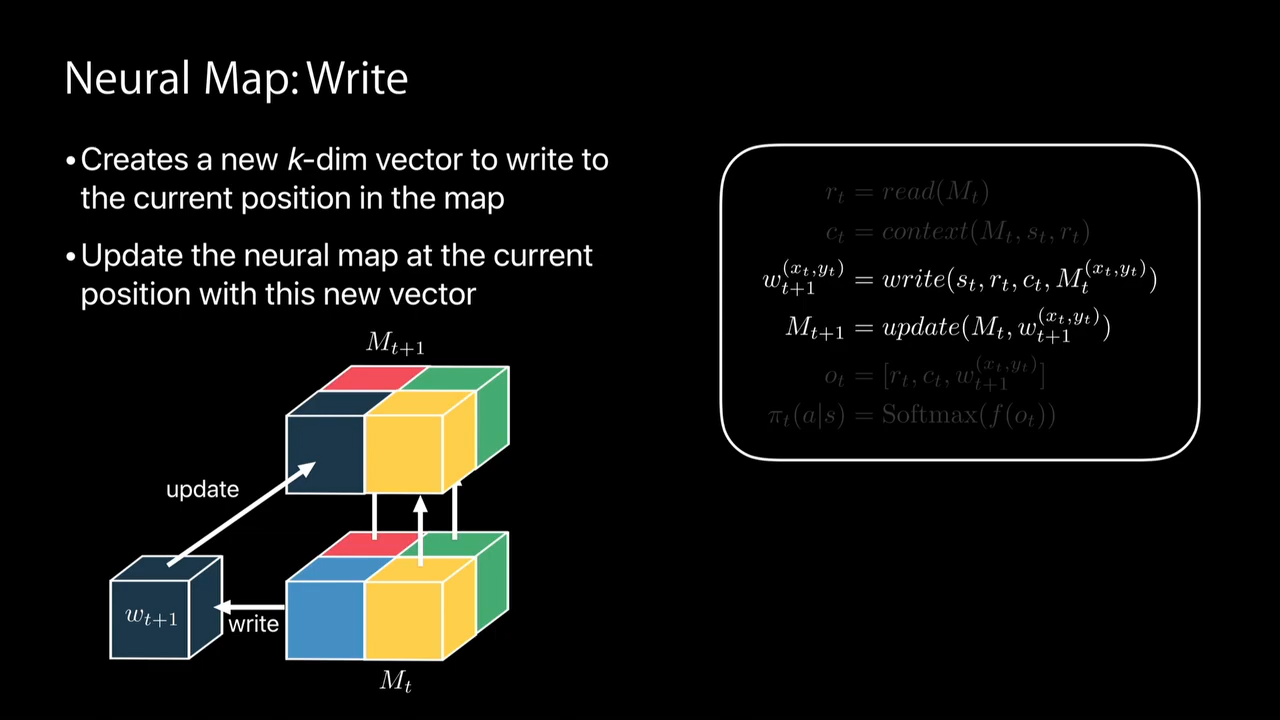 Neural Map: Write
•Creates a new k-dim vector to write to
the current position in the map
•Update the neural map at the current
position with this new vector
r_t = read(M_t)
c_t = context(M_t, s_t, r_t)
w_{t+1}^{(x_t,y_t)} = write(s_t, r_t, c_t, M_t^{(x_t,y_t)})
M_{t+1} = update(M_t, w_{t+1}^{(x_t,y_t)})
o_t = [r_t, c_t, w_{t+1}^{(x_t,y_t)}]
π_t(a|s) = Softmax(f(o_t))
M_{t+1}
update
w_{t+1}
write
M_t